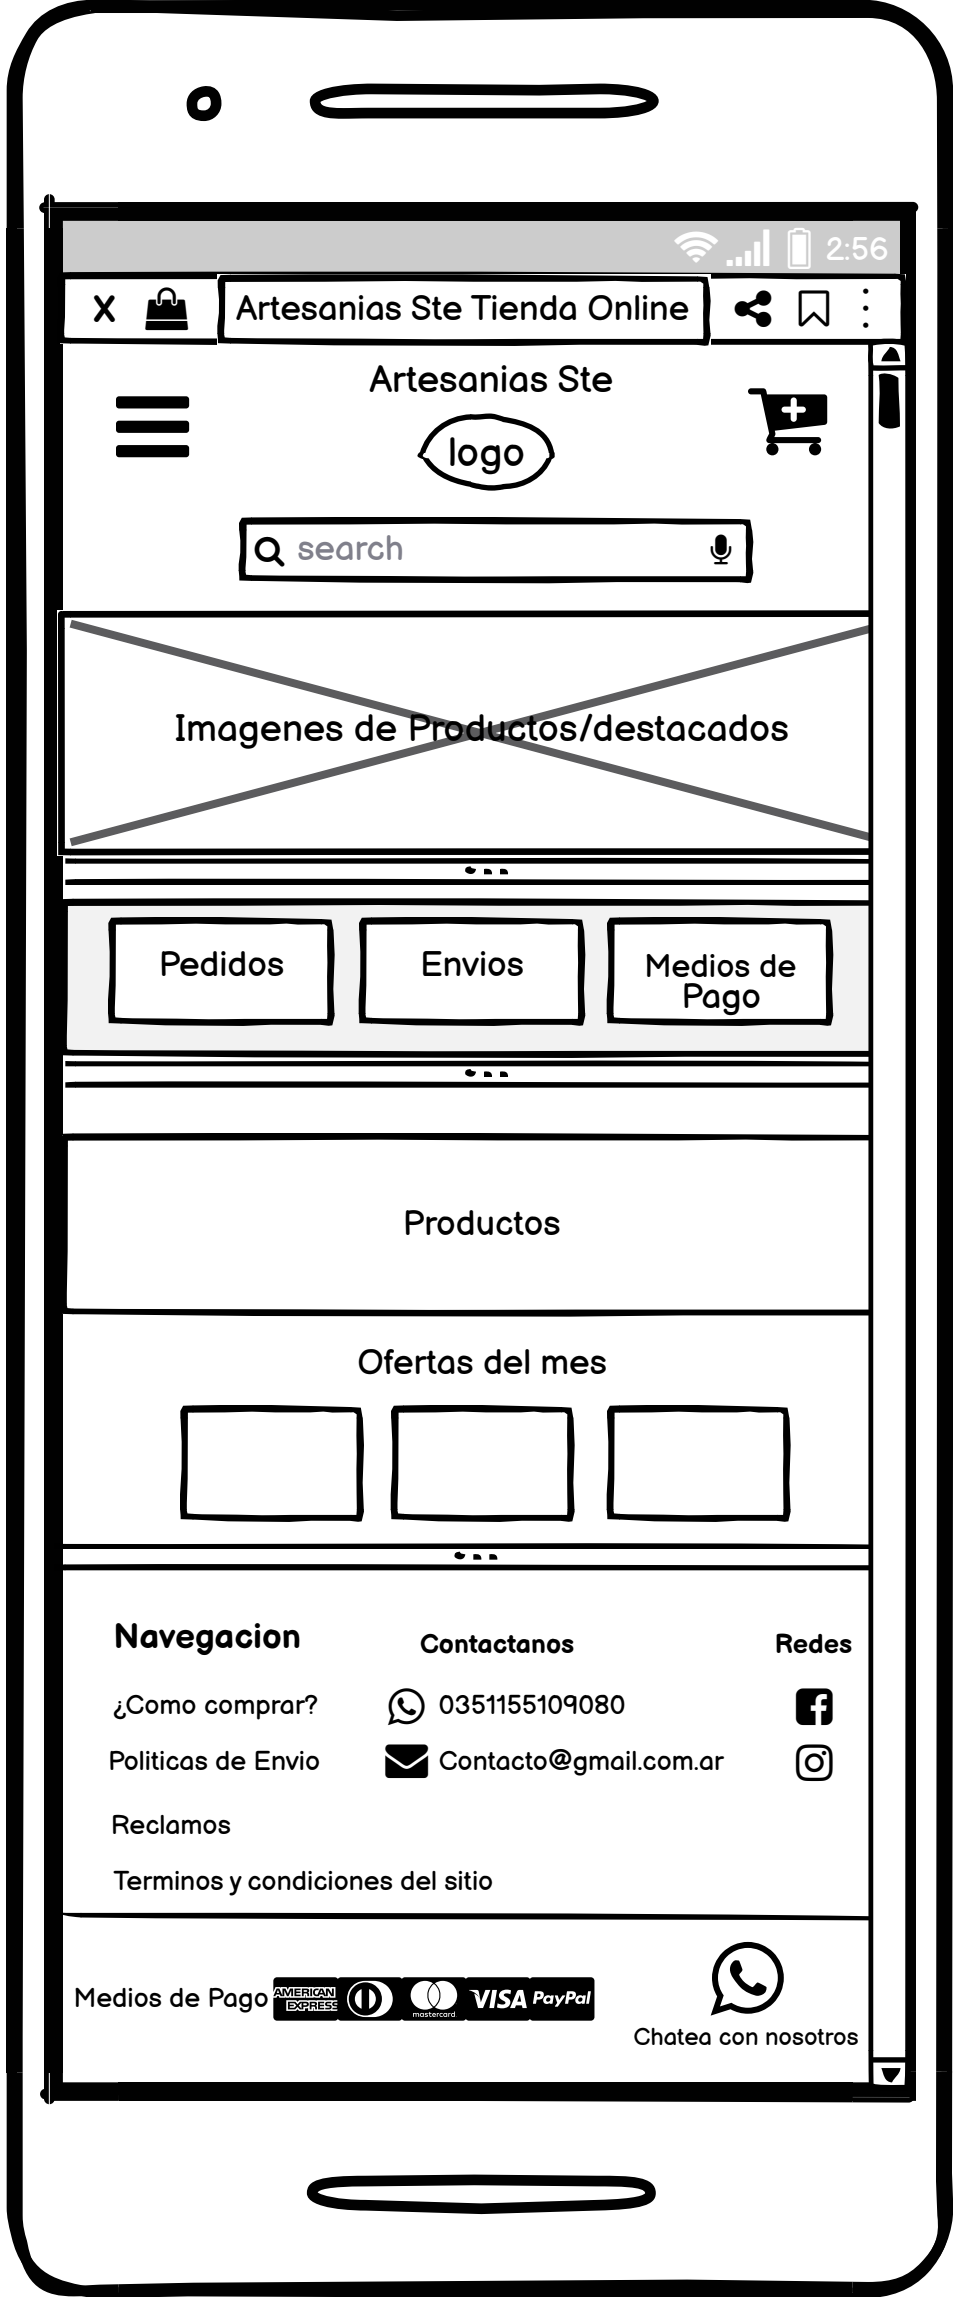 2:56
X
Artesanias Ste Tienda Online
Artesanias Ste
logo
search
Imagenes de Productos/destacados
Pedidos
Envios
Medios de
Pago
Productos
Ofertas del mes
Navegacion
Contactanos
Redes
¿Como comprar?
0351155109080
Politicas de Envio
Contacto@gmail.com.ar
Reclamos
Terminos y condiciones del sitio
Medios de Pago
AMERICAN
EXPRESS
mastercard
VISA
PayPal
Chatea con nosotros